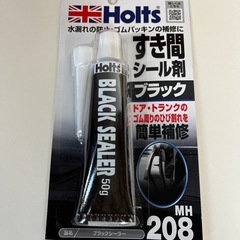 Holts
水漏れの防止・ゴムパッキンの補修に
すき間
シール剤
ブラック
ドア・トランクの
ゴム周りのひび割れを
簡単補修
Holts
BLACK SEALER
50g
MH
208
品名
ブラックシーラー